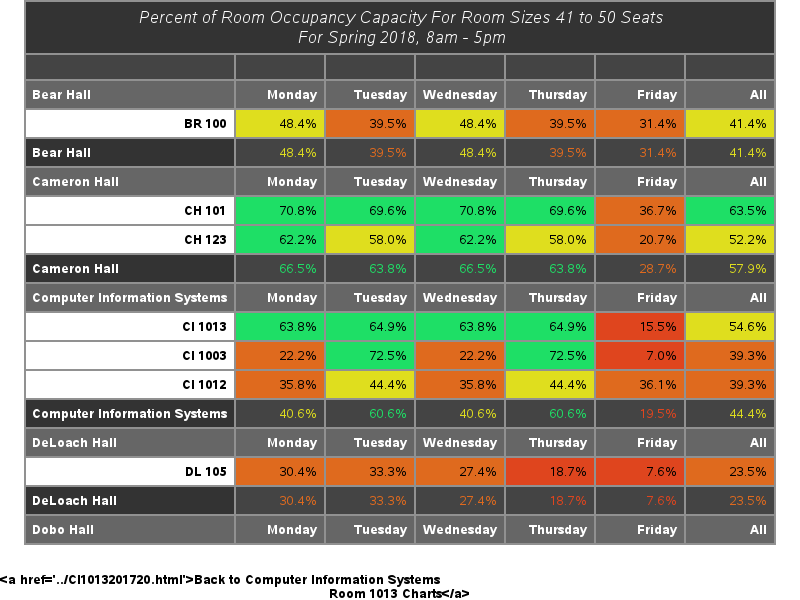 Percent of Room Occupancy Capacity For Room Sizes 41 to 50 Seats
For Spring 2018, 8am - 5pm
Bear Hall Monday Tuesday Wednesday Thursday Friday All
BR 100 48.4% 39.5% 48.4% 39.5% 31.4% 41.4%
Bear Hall 48.4% 39.5% 48.4% 39.5% 31.4% 41.4%
Cameron Hall Monday Tuesday Wednesday Thursday Friday All
CH 101 70.8% 69.6% 70.8% 69.6% 36.7% 63.5%
CH 123 62.2% 58.0% 62.2% 58.0% 20.7% 52.2%
Cameron Hall 66.5% 63.8% 66.5% 63.8% 28.7% 57.9%
Computer Information Systems Monday Tuesday Wednesday Thursday Friday All
CI 1013 63.8% 64.9% 63.8% 64.9% 15.5% 54.6%
CI 1003 22.2% 72.5% 22.2% 72.5% 7.0% 39.3%
CI 1012 35.8% 44.4% 35.8% 44.4% 36.1% 39.3%
Computer Information Systems 40.6% 60.6% 40.6% 60.6% 19.5% 44.4%
DeLoach Hall Monday Tuesday Wednesday Thursday Friday All
DL 105 30.4% 33.3% 27.4% 18.7% 7.6% 23.5%
DeLoach Hall 30.4% 33.3% 27.4% 18.7% 7.6% 23.5%
Dobo Hall Monday Tuesday Wednesday Thursday Friday All
<a href='../CI1013201720.html'>Back to Computer Information Systems
Room 1013 Charts</a>